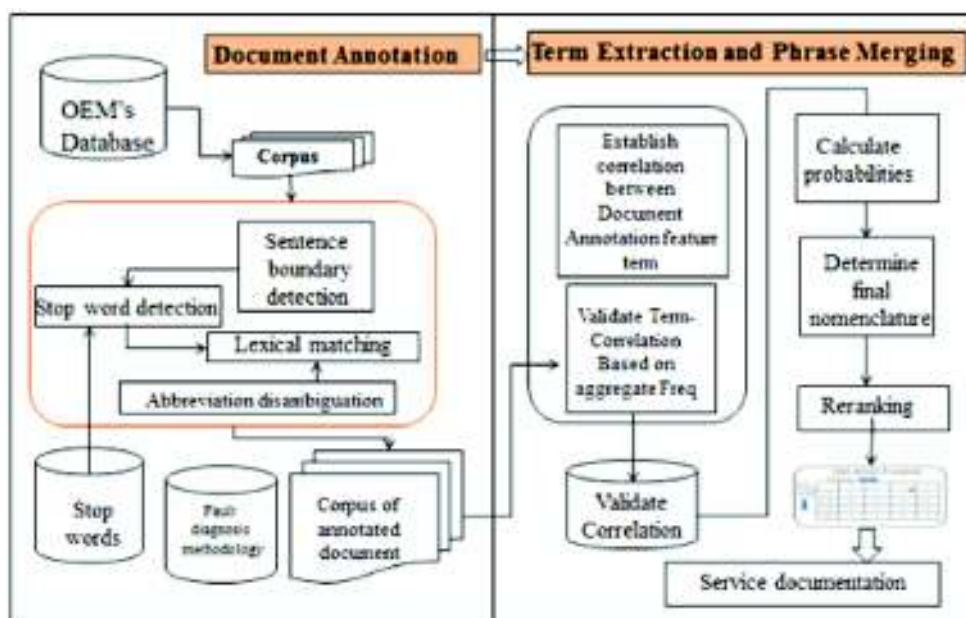 Document Annotation
Term Extraction and Phrase Merging
OEM's
Database
Corpus
Sentence
boundary
detection
Stop word detection
Lexical matching
Abbreviation disambiguation
Stop
words
Fault
diagnosis
methodology
Corpus of
annotated
document
Establish
correlation
between
Document
Annotation feature
term
Validate Term-
Correlation
Based on
aggregate Freq
Validate
Correlation
Calculate
probabilities
Determine
final
nomenclature
Reranking
Service documentation